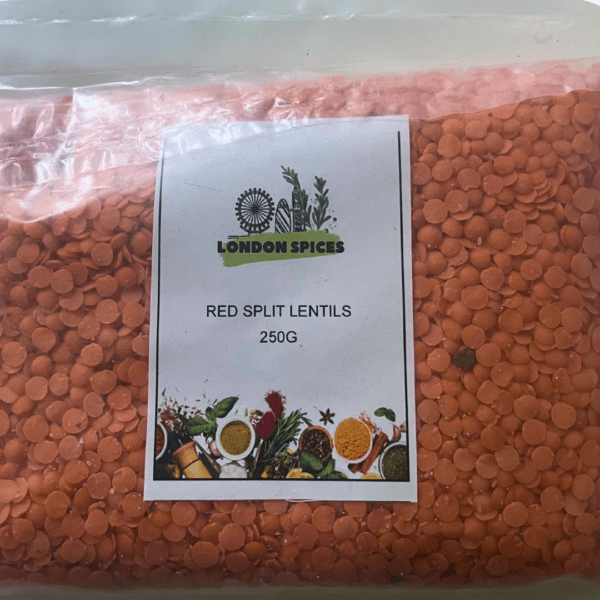 LONDON SPICES
RED SPLIT LENTILS
250G